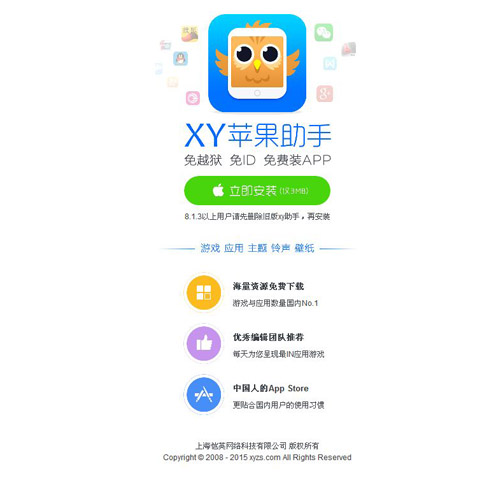 XY苹果助手
免越狱 免ID 免费装APP
立即安装(仅3MB)
8.1.3以上用户请先删除旧版xy助手，再安装
游戏 应用 主题 铃声 壁纸
海量资源免费下载
游戏与应用数量国内No.1
优秀编辑团队推荐
每天为您呈现最IN应用游戏
中国人的App Store
更贴合国内用户的使用习惯
上海恺英网络科技有限公司 版权所有
Copyright © 2008 - 2015 xyzs.com All Rights Reserved